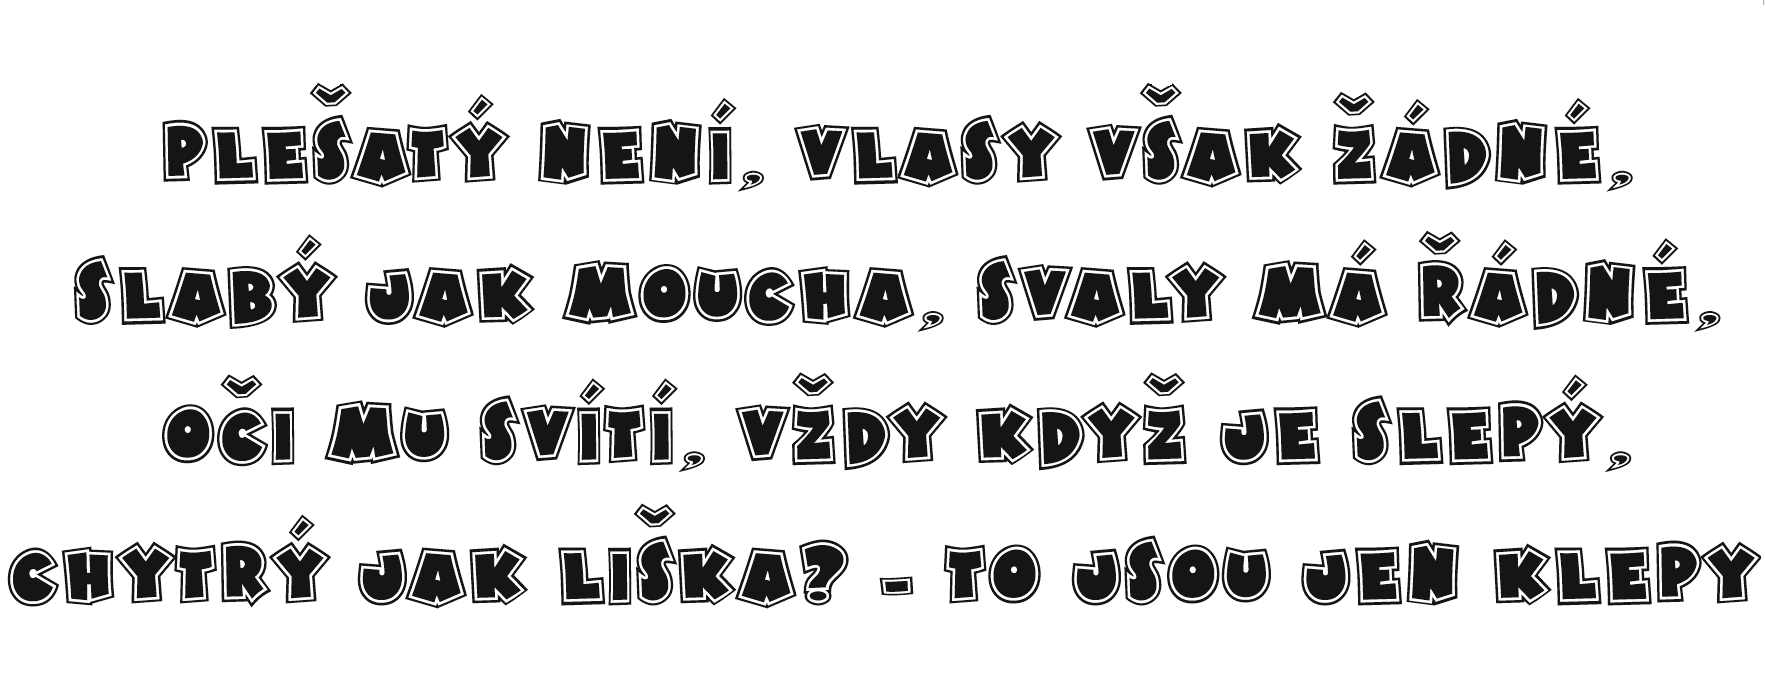 PLEŠATÝ NENÍ, VLASY VŠAK ŽÁDNÉ,
SLABÝ JAK MOUCHA, SVALY MÁ ŘÁDNÉ,
OČI MU SVÍTÍ, VŽDY KDYŽ JE SLEPÝ,
CHYTRÝ JAK LIŠKA? - TO JSOU JEN KLEPY